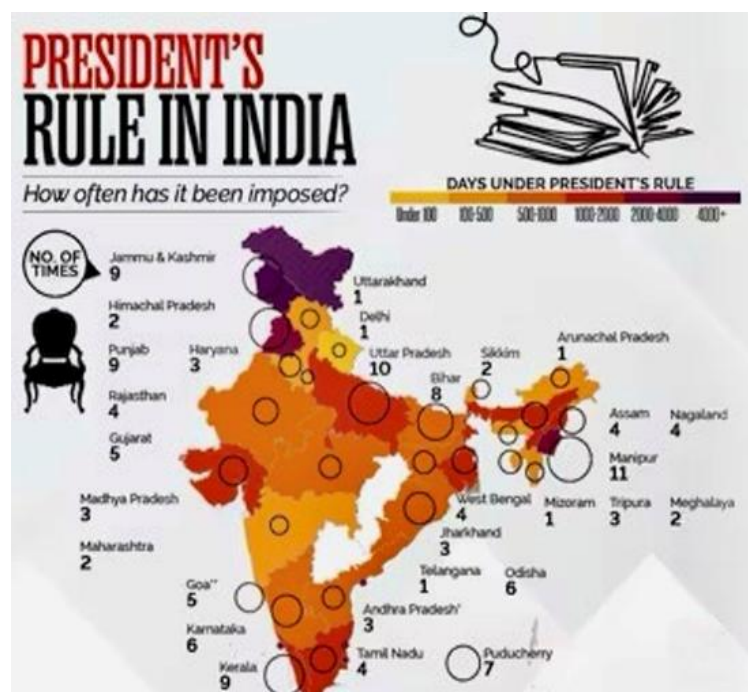 PRESIDENT'S
RULE IN INDIA
How often has it been imposed?
DAYS UNDER PRESIDENT'S RULE
Under 100 100-500 500-1000 1000-2000 2000-4000 4000+
NO. OF
TIMES
Jammu & Kashmir
9
Himachal Pradesh
2
Punjab
9
Haryana
3
Rajasthan
4
Gujarat
5
Madhya Pradesh
3
Maharashtra
2
Goa**
5
Karnataka
6
Kerala
9
Uttarakhand
1
Delhi
1
Uttar Pradesh
10
Bihar
8
Sikkim
2
Arunachal Pradesh
1
Assam
4
Nagaland
4
Manipur
11
West Bengal
4
Mizoram
1
Tripura
3
Meghalaya
2
Jharkhand
3
Telangana
1
Odisha
6
Andhra Pradesh*
3
Tamil Nadu
4
Puducherry
7